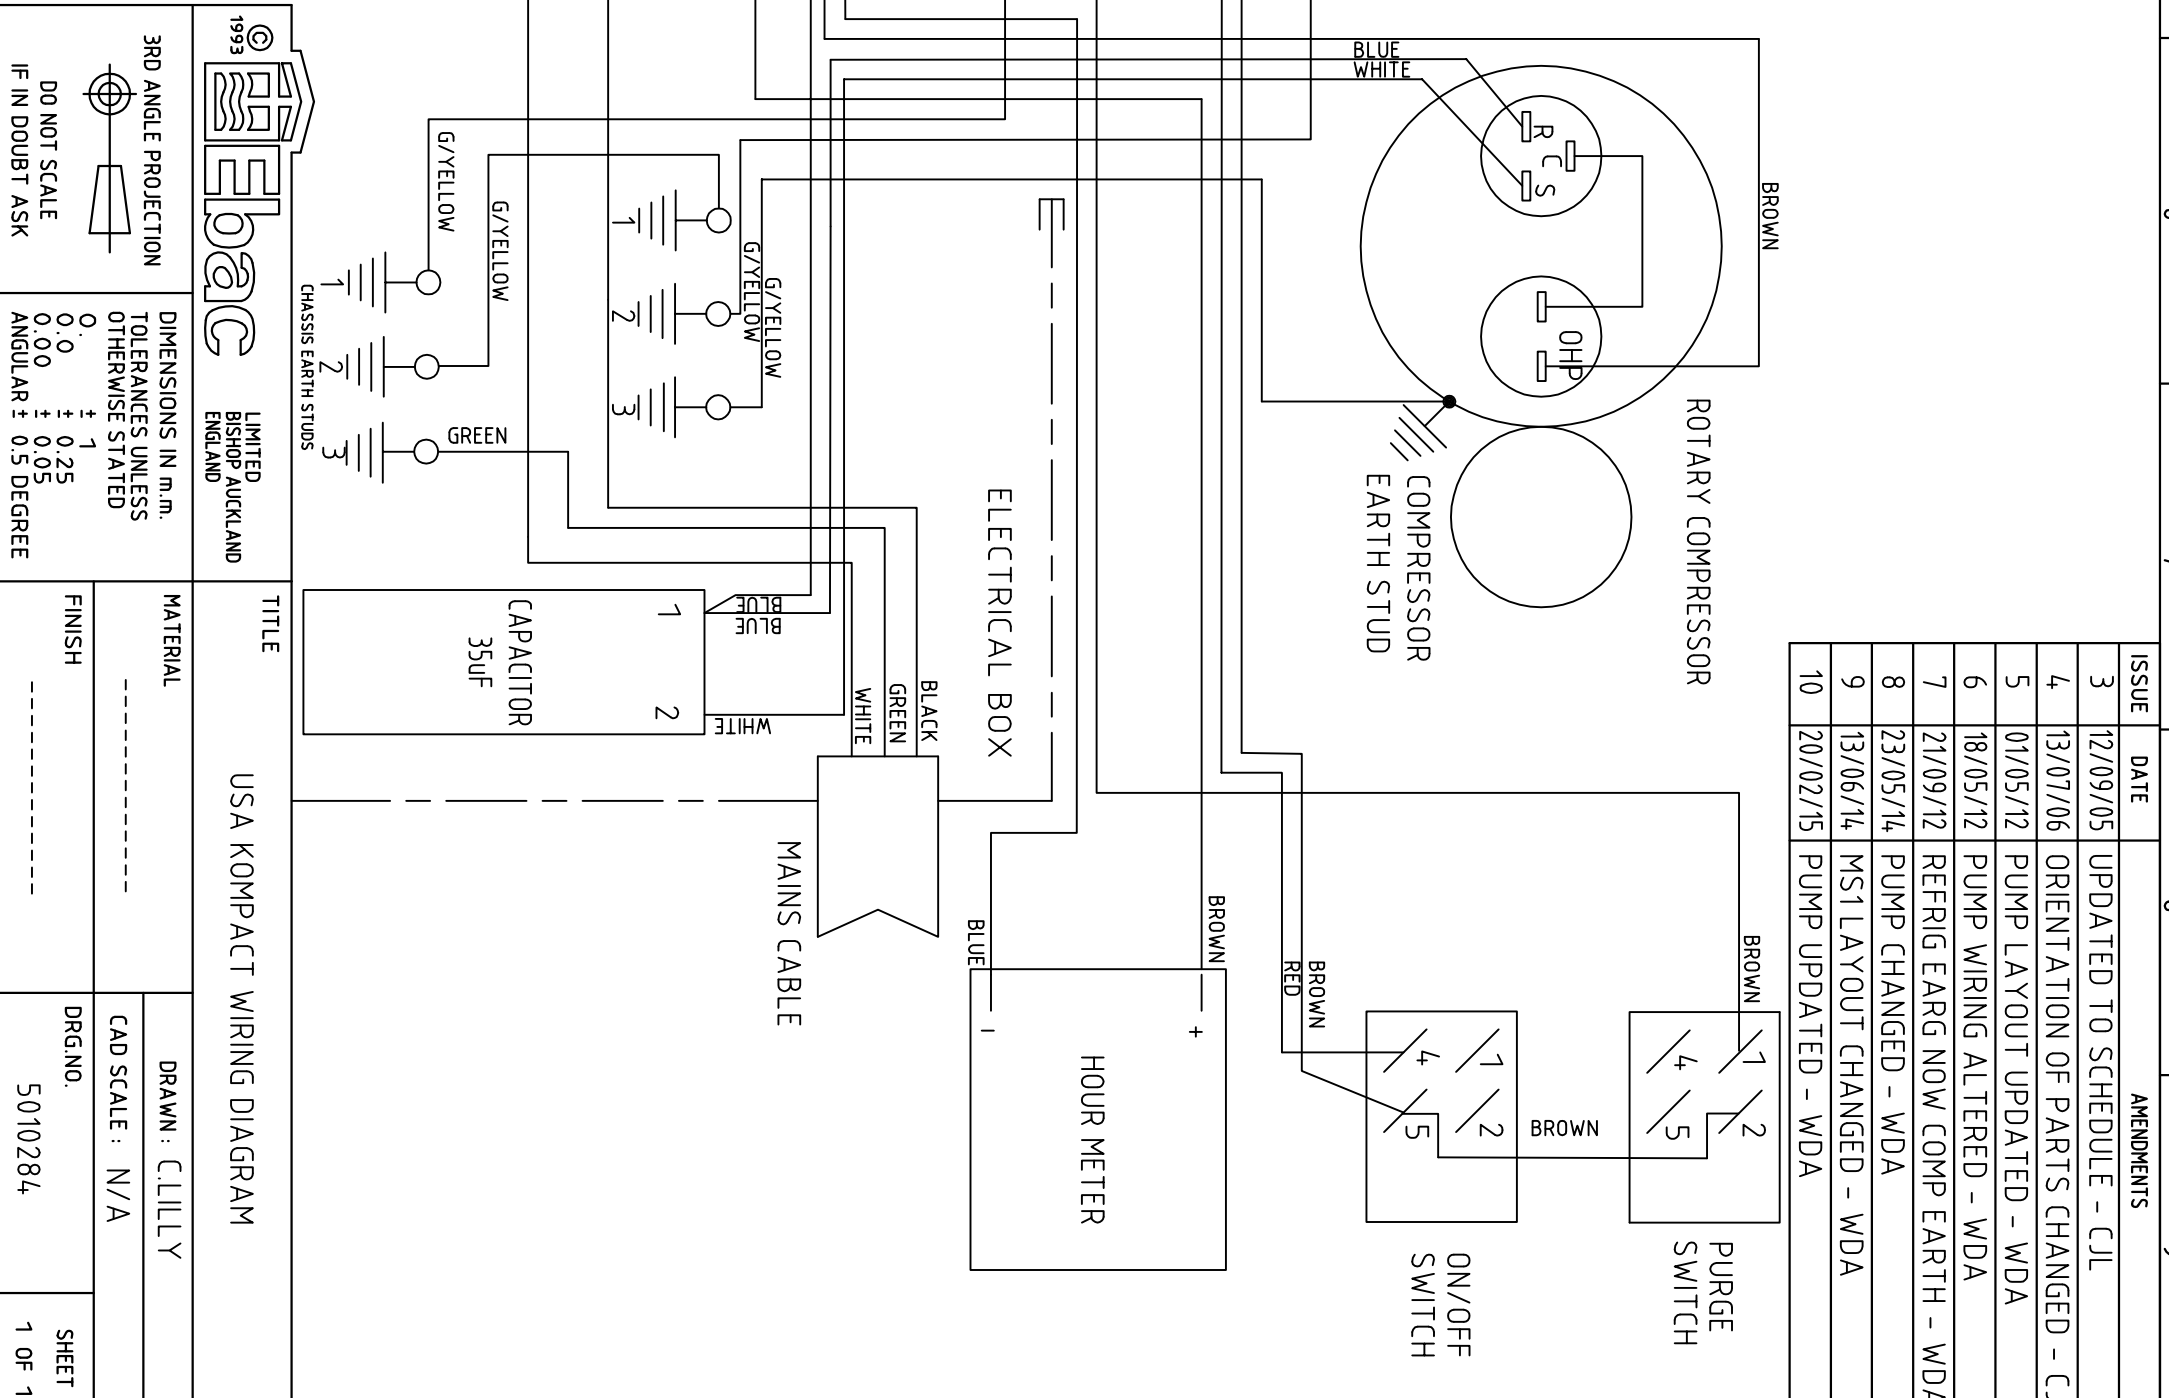 ISSUE DATE AMENDMENTS
3 12/09/05 UPDATED TO SCHEDULE - CJL
4 13/07/06 ORIENTATION OF PARTS CHANGED -
5 01/05/12 PUMP LAYOUT UPDATED - WDA
6 18/05/12 PUMP WIRING ALTERED - WDA
7 21/09/12 REFRIG EARG NOW COMP EARTH - WDA
8 23/05/14 PUMP CHANGED - WDA
9 13/06/14 MS1 LAYOUT CHANGED - WDA
10 20/02/15 PUMP UPDATED - WDA
BROWN
ROTARY COMPRESSOR
R
C
S
OHP
BLUE
WHITE
COMPRESSOR
EARTH STUD
BROWN
1
2
4
5
PURGE
SWITCH
BROWN
1
2
4
5
ON/OFF
SWITCH
BROWN
RED
BROWN
BLUE
+
-
HOUR METER
ELECTRICAL BOX
BLACK
GREEN
WHITE
MAINS CABLE
G/YELLOW
G/YELLOW
1
2
3
G/YELLOW
G/YELLOW
GREEN
1
2
3
CHASSIS EARTH STUDS
BLUE
BLUE
WHITE
1
2
CAPACITOR
35uF
© 1993
Ebac
LIMITED
BISHOP AUCKLAND
ENGLAND
TITLE
USA KOMPACT WIRING DIAGRAM
3RD ANGLE PROJECTION
DO NOT SCALE
IF IN DOUBT ASK
DIMENSIONS IN m.m.
TOLERANCES UNLESS
OTHERWISE STATED
0. ± 1
0.0 ± 0.25
0.00 ± 0.05
ANGULAR ± 0.5 DEGREE
MATERIAL
-------------
FINISH
-------------
DRAWN : C.LILLY
CAD SCALE : N/A
DRG.NO.
5010284
SHEET
1 OF 1